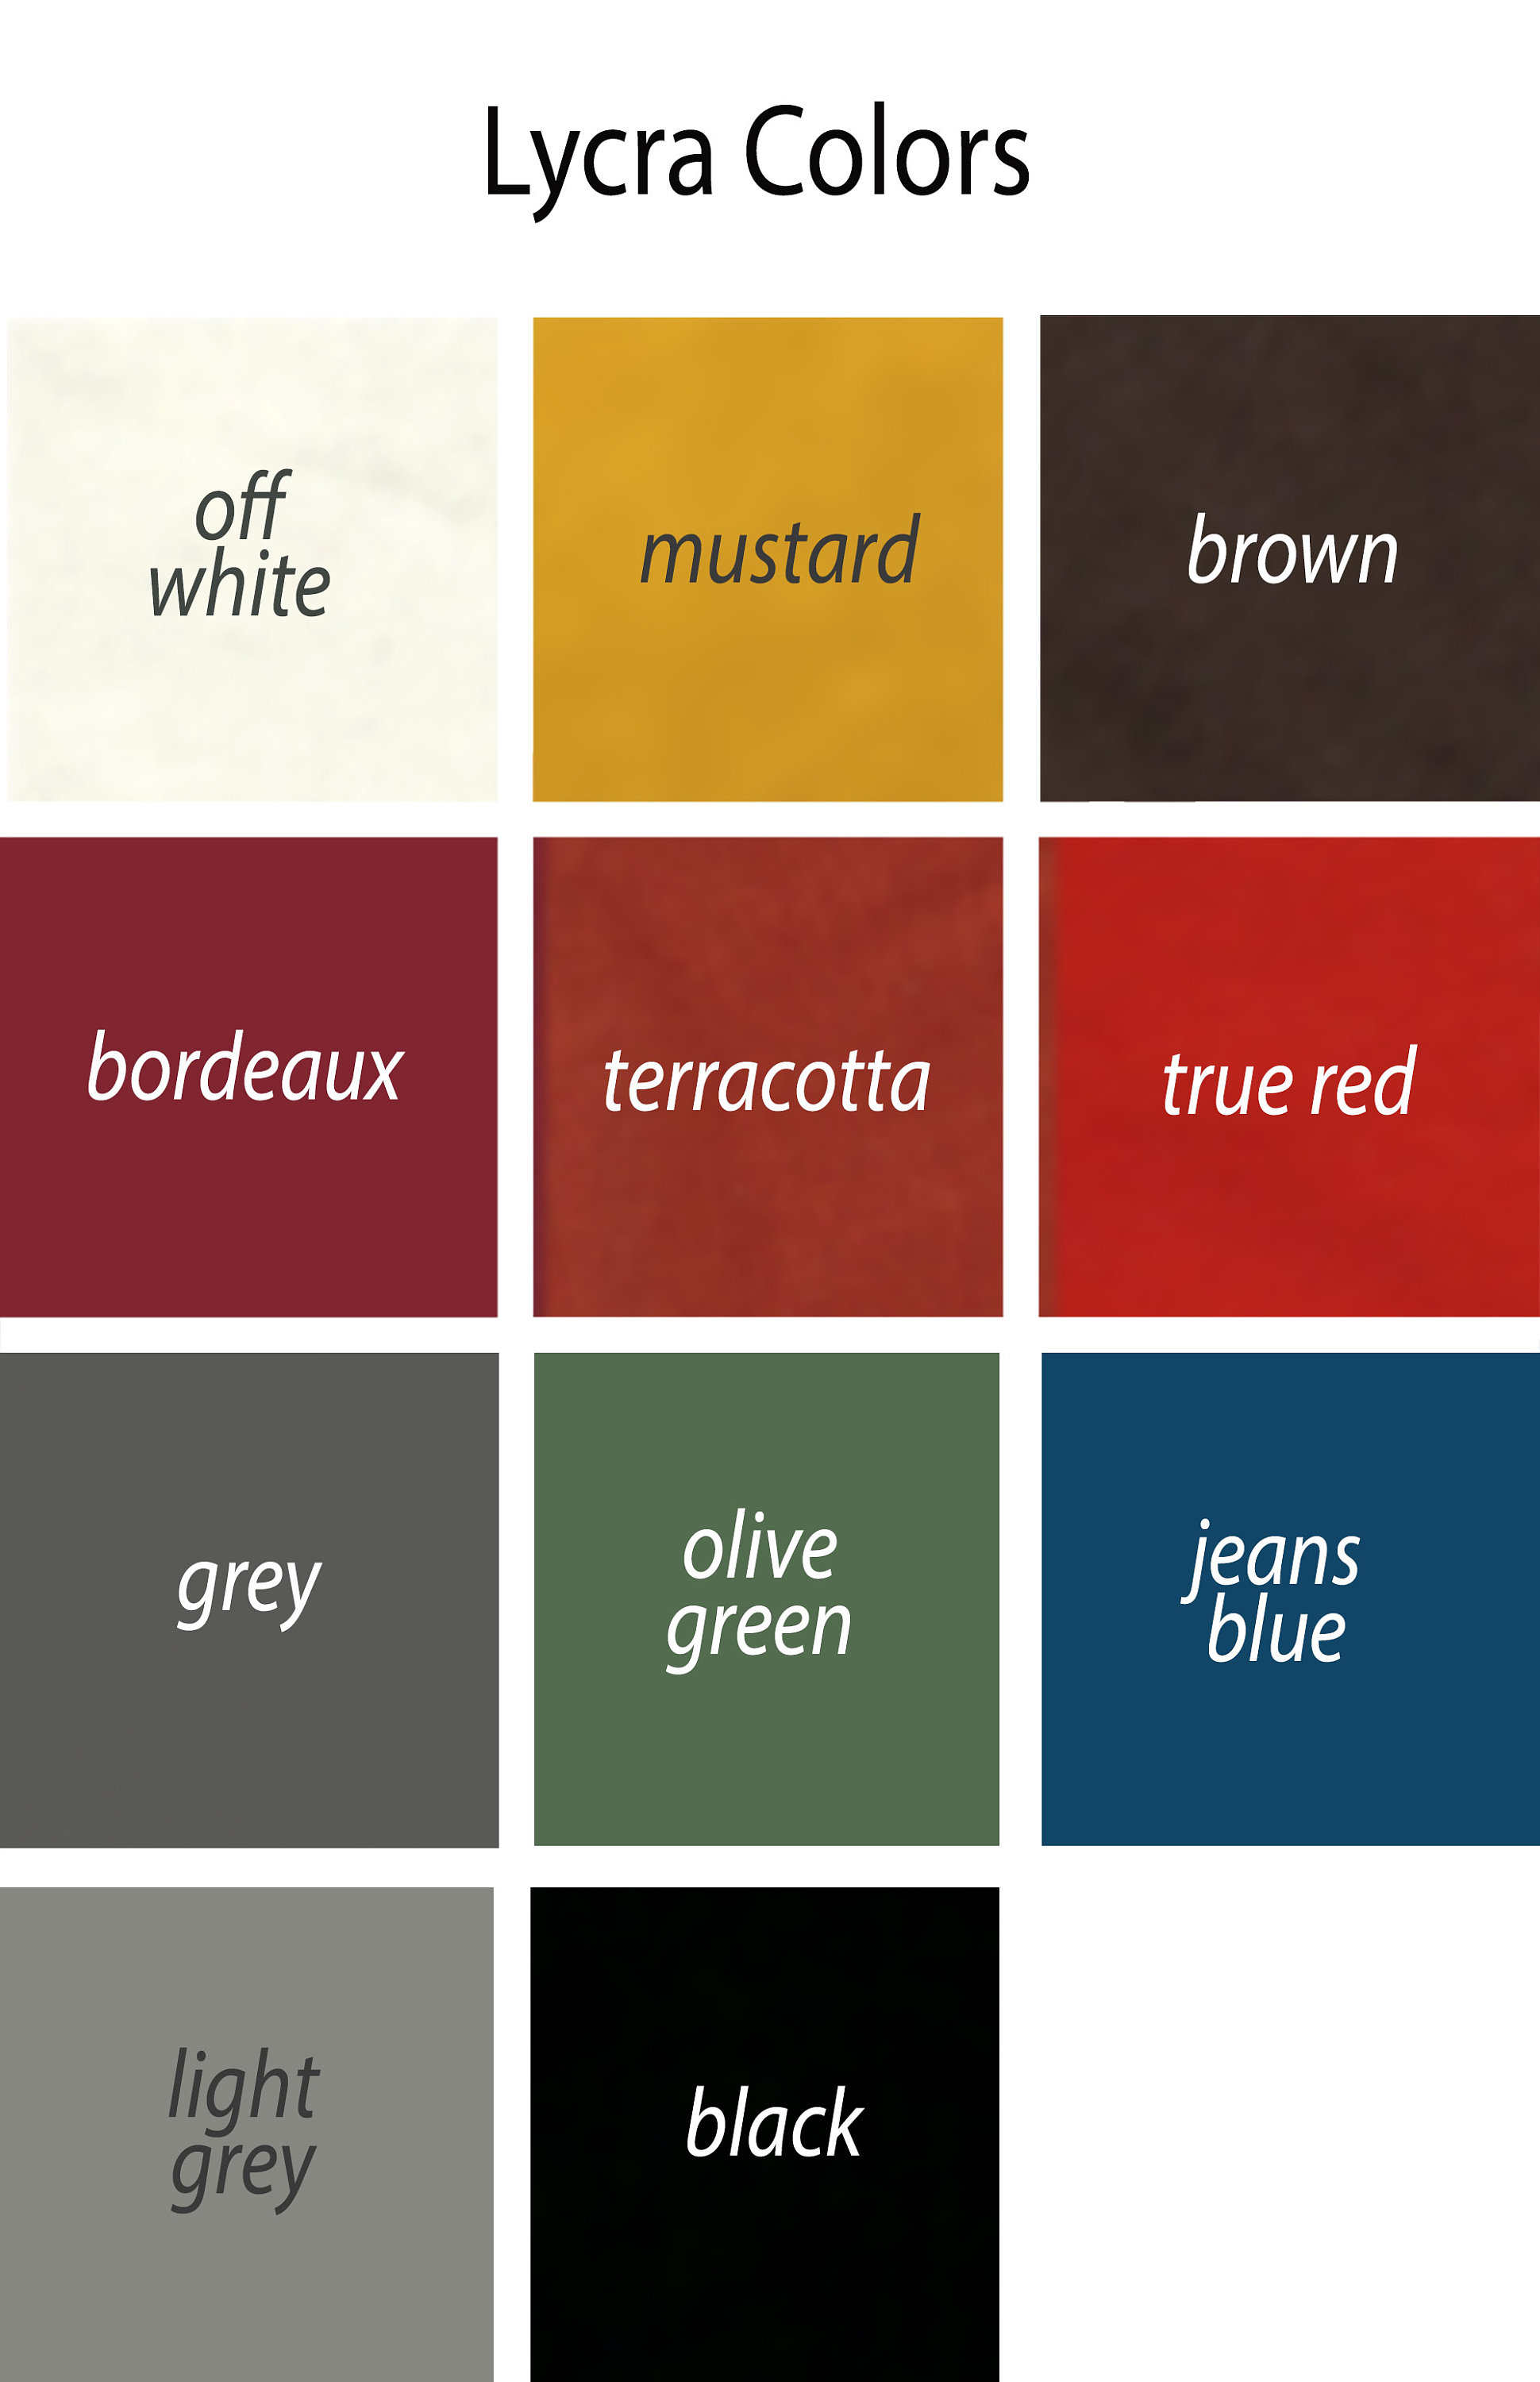 Lycra Colors
off
white
mustard
brown
bordeaux
terracotta
true red
grey
olive
green
jeans
blue
light
grey
black